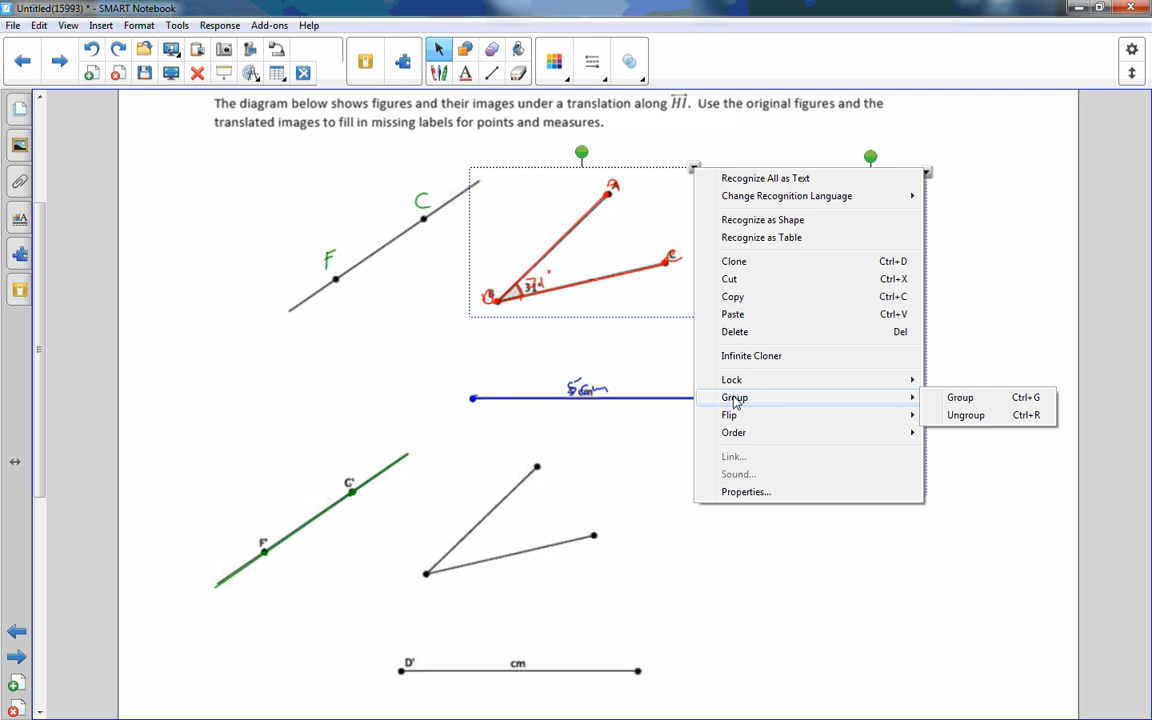 Untitled(15993) * - SMART Notebook
File Edit View Insert Format Tools Response Add-ons Help
The diagram below shows figures and their images under a translation along HI. Use the original figures and the
translated images to fill in missing labels for points and measures.
C
F
A
C
B
31°
5cm
Recognize All as Text
Change Recognition Language
Recognize as Shape
Recognize as Table
Clone Ctrl+D
Cut Ctrl+X
Copy Ctrl+C
Paste Ctrl+V
Delete Del
Infinite Cloner
Lock
Group
Flip
Order
Link...
Sound...
Properties...
Group Ctrl+G
Ungroup Ctrl+R
C'
F'
D' cm